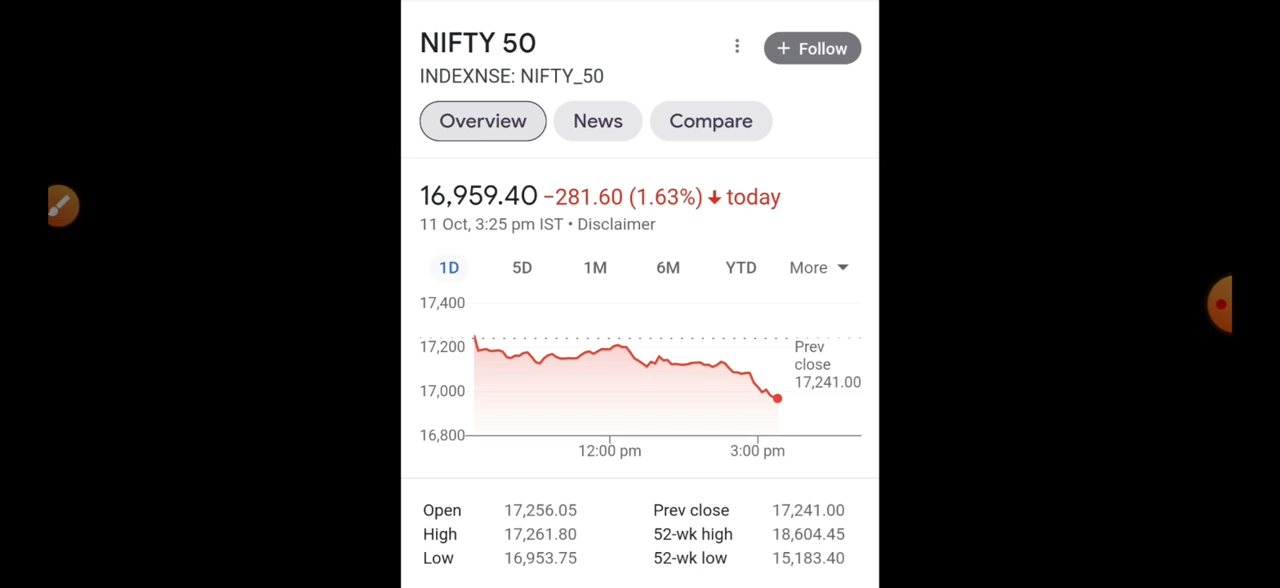 NIFTY 50
+ Follow
INDEXNSE: NIFTY_50
Overview News Compare
16,959.40 -281.60 (1.63%) ↓ today
11 Oct, 3:25 pm IST • Disclaimer
1D 5D 1M 6M YTD More
17,400
17,200
17,000
16,800
Prev
close
17,241.00
12:00 pm 3:00 pm
Open 17,256.05 Prev close 17,241.00
High 17,261.80 52-wk high 18,604.45
Low 16,953.75 52-wk low 15,183.40